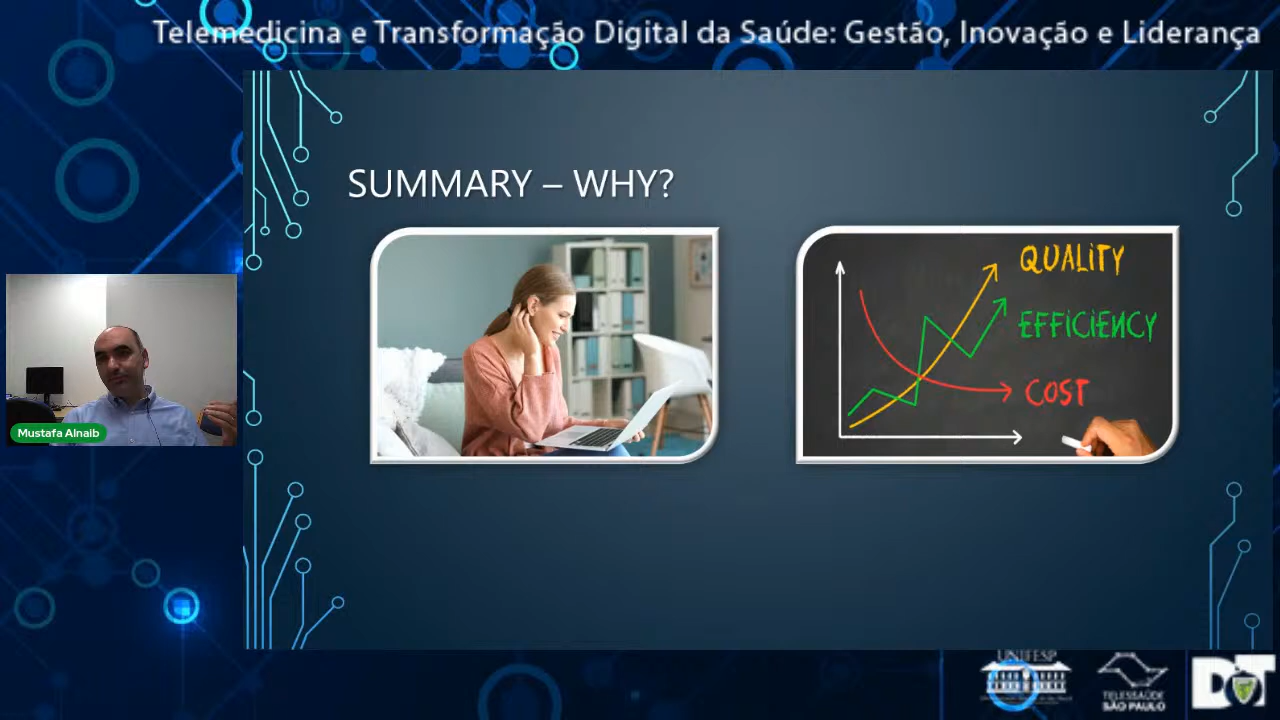 Telemedicina e Transformação Digital da Saúde: Gestão, Inovação e Liderança
SUMMARY – WHY?
QUALITY
EFFICIENCY
COST
Mustafa Alnaib
UNIFESP
TELESSAÚDE
SÃO PAULO